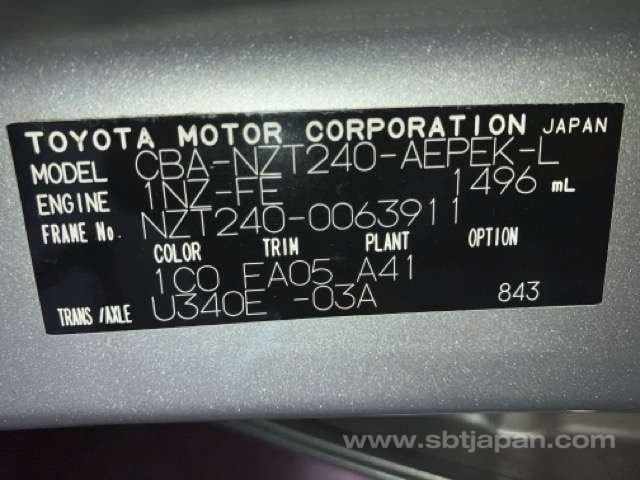 TOYOTA MOTOR CORPORATION JAPAN
MODEL CBA-NZT240-AEPEK-L
ENGINE 1NZ-FE 1496 mL
FRAME No. NZT240-0063911
COLOR TRIM PLANT OPTION
1C0 FA05 A41
TRANS /AXLE U340E -03A 843
www.sbtjapan.com